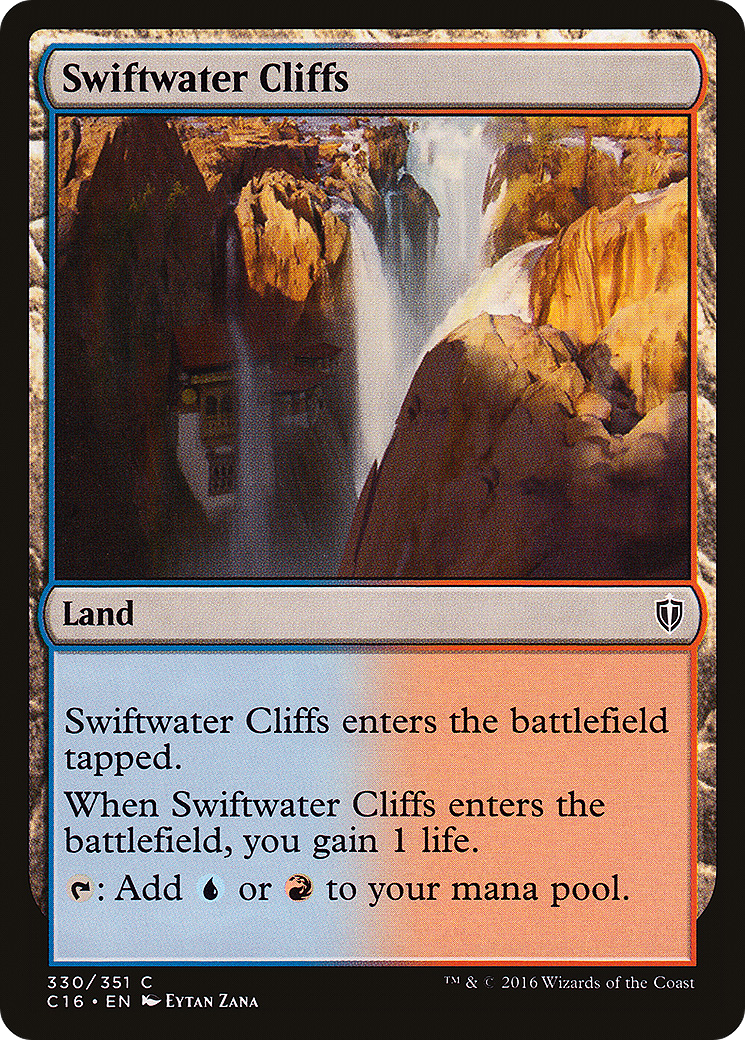 Swiftwater Cliffs
Land
Swiftwater Cliffs enters the battlefield
tapped.
When Swiftwater Cliffs enters the
battlefield, you gain 1 life.
: Add or to your mana pool.
330/351 C
C16 • EN Eytan Zana
™ & © 2016 Wizards of the Coast